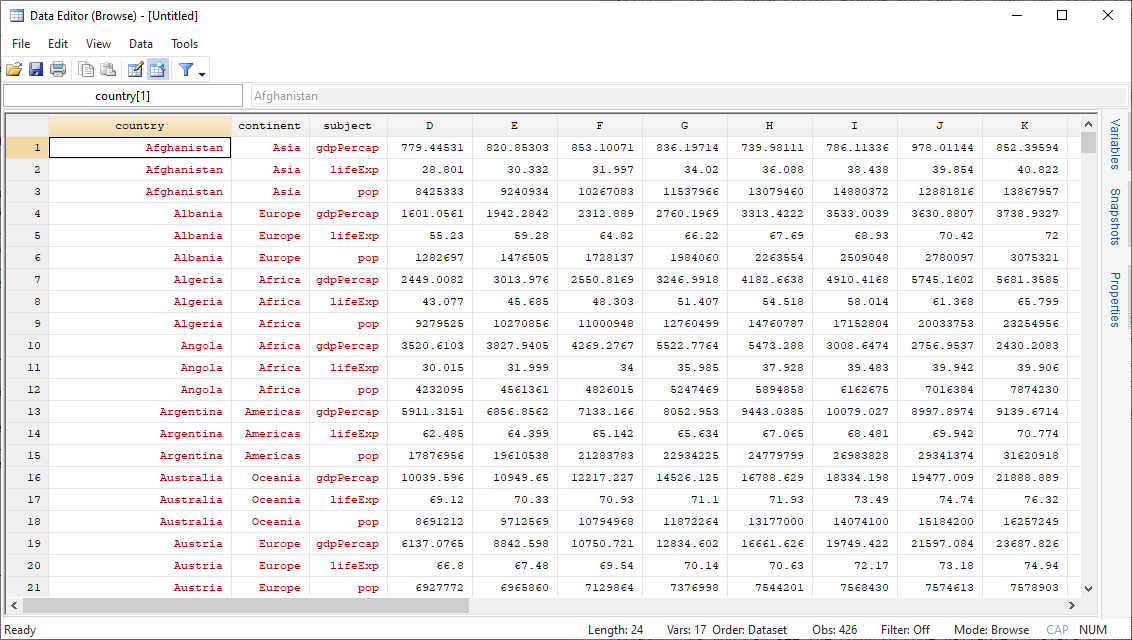 Data Editor (Browse) - [Untitled]
File Edit View Data Tools
country[1] Afghanistan
country continent subject D E F G H I J K
1 Afghanistan Asia gdpPercap 779.44531 820.85303 853.10071 836.19714 739.98111 786.11336 978.01144 852.39594
2 Afghanistan Asia lifeExp 28.801 30.332 31.997 34.02 36.088 38.438 39.854 40.822
3 Afghanistan Asia pop 8425333 9240934 10267083 11537966 13079460 14880372 12881816 13867957
4 Albania Europe gdpPercap 1601.0561 1942.2842 2312.889 2760.1969 3313.4222 3533.0039 3630.8807 3738.9327
5 Albania Europe lifeExp 55.23 59.28 64.82 66.22 67.69 68.93 70.42 72
6 Albania Europe pop 1282697 1476505 1728137 1984060 2263554 2509048 2780097 3075321
7 Algeria Africa gdpPercap 2449.0082 3013.976 2550.8169 3246.9918 4182.6638 4910.4168 5745.1602 5681.3585
8 Algeria Africa lifeExp 43.077 45.685 48.303 51.407 54.518 58.014 61.368 65.799
9 Algeria Africa pop 9279525 10270856 11000948 12760499 14760787 17152804 20033753 23254956
10 Angola Africa gdpPercap 3520.6103 3827.9405 4269.2767 5522.7764 5473.288 3008.6474 2756.9537 2430.2083
11 Angola Africa lifeExp 30.015 31.999 34 35.985 37.928 39.483 39.942 39.906
12 Angola Africa pop 4232095 4561361 4826015 5247469 5894858 6162675 7016384 7874230
13 Argentina Americas gdpPercap 5911.3151 6856.8562 7133.166 8052.953 9443.0385 10079.027 8997.8974 9139.6714
14 Argentina Americas lifeExp 62.485 64.399 65.142 65.634 67.065 68.481 69.942 70.774
15 Argentina Americas pop 17876956 19610538 21283783 22934225 24779799 26983828 29341374 31620918
16 Australia Oceania gdpPercap 10039.596 10949.65 12217.227 14526.125 16788.629 18334.198 19477.009 21888.889
17 Australia Oceania lifeExp 69.12 70.33 70.93 71.1 71.93 73.49 74.74 76.32
18 Australia Oceania pop 8691212 9712569 10794968 11872264 13177000 14074100 15184200 16257249
19 Austria Europe gdpPercap 6137.0765 8842.598 10750.721 12834.602 16661.626 19749.422 21597.084 23687.826
20 Austria Europe lifeExp 66.8 67.48 69.54 70.14 70.63 72.17 73.18 74.94
21 Austria Europe pop 6927772 6965860 7129864 7376998 7544201 7568430 7574613 7578903
Variables
Snapshots
Properties
Ready Length: 24 Vars: 17 Order: Dataset Obs: 426 Filter: Off Mode: Browse CAP NUM